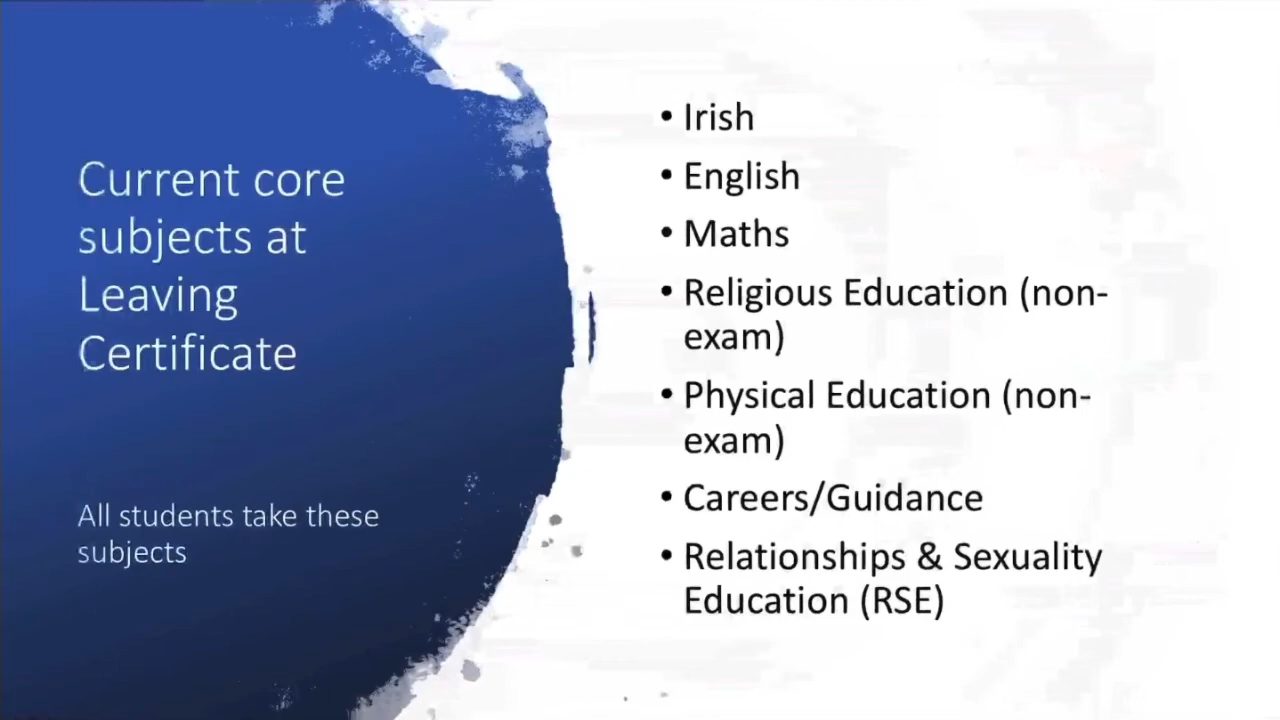 Current core
subjects at
Leaving
Certificate
All students take these
subjects
• Irish
• English
• Maths
• Religious Education (non-
exam)
• Physical Education (non-
exam)
• Careers/Guidance
• Relationships & Sexuality
Education (RSE)